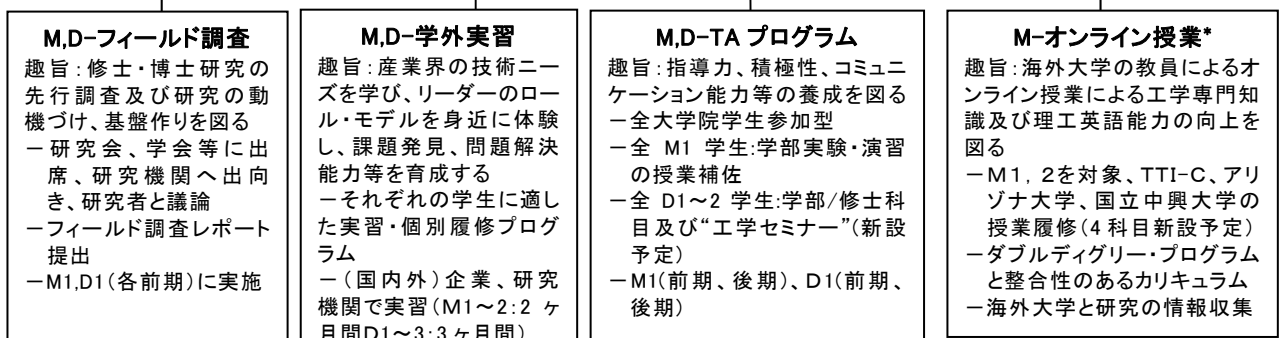 M,D-フィールド調査
趣旨：修士・博士研究の
先行調査及び研究の動
機づけ、基盤作りを図る
－研究会、学会等に出
席、研究機関へ出向
き、研究者と議論
－フィールド調査レポート
提出
－M1,D1（各前期）に実施
M,D-学外実習
趣旨：産業界の技術ニー
ズを学び、リーダーのロー
ル・モデルを身近に体験
し、課題発見、問題解決
能力等を育成する
－それぞれの学生に適し
た実習・個別履修プログ
ラム
－（国内外）企業、研究
機関で実習（M1～2：2 ヶ
月間D1～3：3 ヶ月間）
M,D-TA プログラム
趣旨：指導力、積極性、コミュニ
ケーション能力等の養成を図る
－全大学院学生参加型
－全 M1 学生:学部実験・演習
の授業補佐
－全 D1～2 学生:学部/修士科
目及び“工学セミナー”（新設
予定）
－M1(前期、後期)、D1(前期、
後期）
M-オンライン授業*
趣旨：海外大学の教員によるオ
ンライン授業による工学専門知
識及び理工英語能力の向上を
図る
－M１，２を対象、TTI-C、アリ
ゾナ大学、国立中興大学の
授業履修（４科目新設予定）
－ダブルディグリー・プログラム
と整合性のあるカリキュラム
－海外大学と研究の情報収集